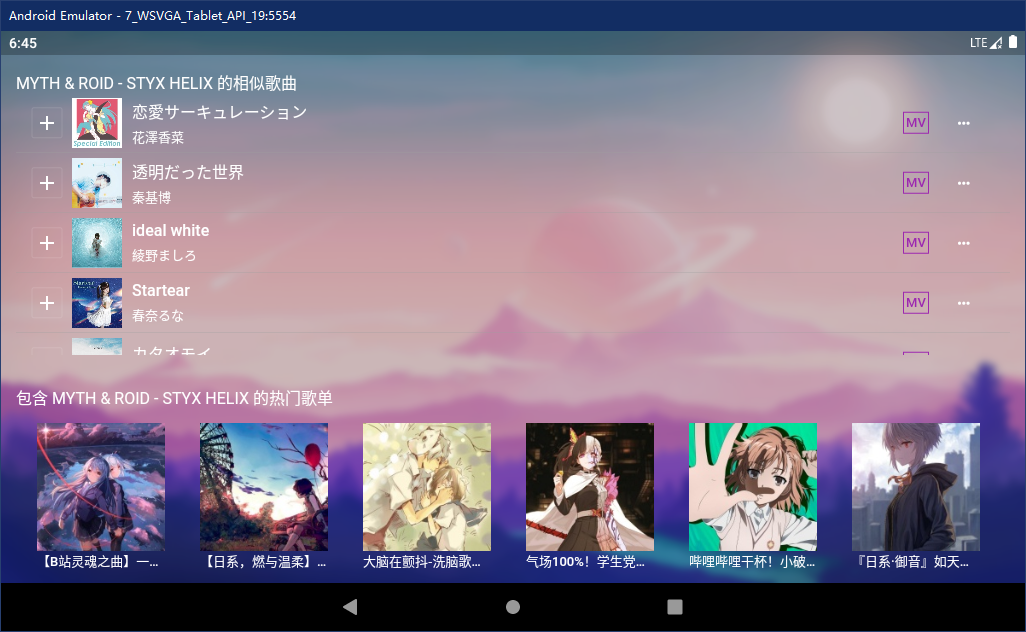 Android Emulator - 7_WSVGA_Tablet_API_19:5554
6:45
LTE
MYTH & ROID - STYX HELIX 的相似歌曲
恋愛サーキュレーション
Special Edition
花澤香菜
MV
透明だった世界
秦基博
MV
ideal white
綾野ましろ
MV
Startear
春奈るな
MV
カタオモイ
包含 MYTH & ROID - STYX HELIX 的热门歌单
【B站灵魂之曲】一...
【日系，燃与温柔】...
大脑在颤抖-洗脑歌...
气场100%！学生党...
哔哩哔哩干杯！小破...
『日系·御音』如天...